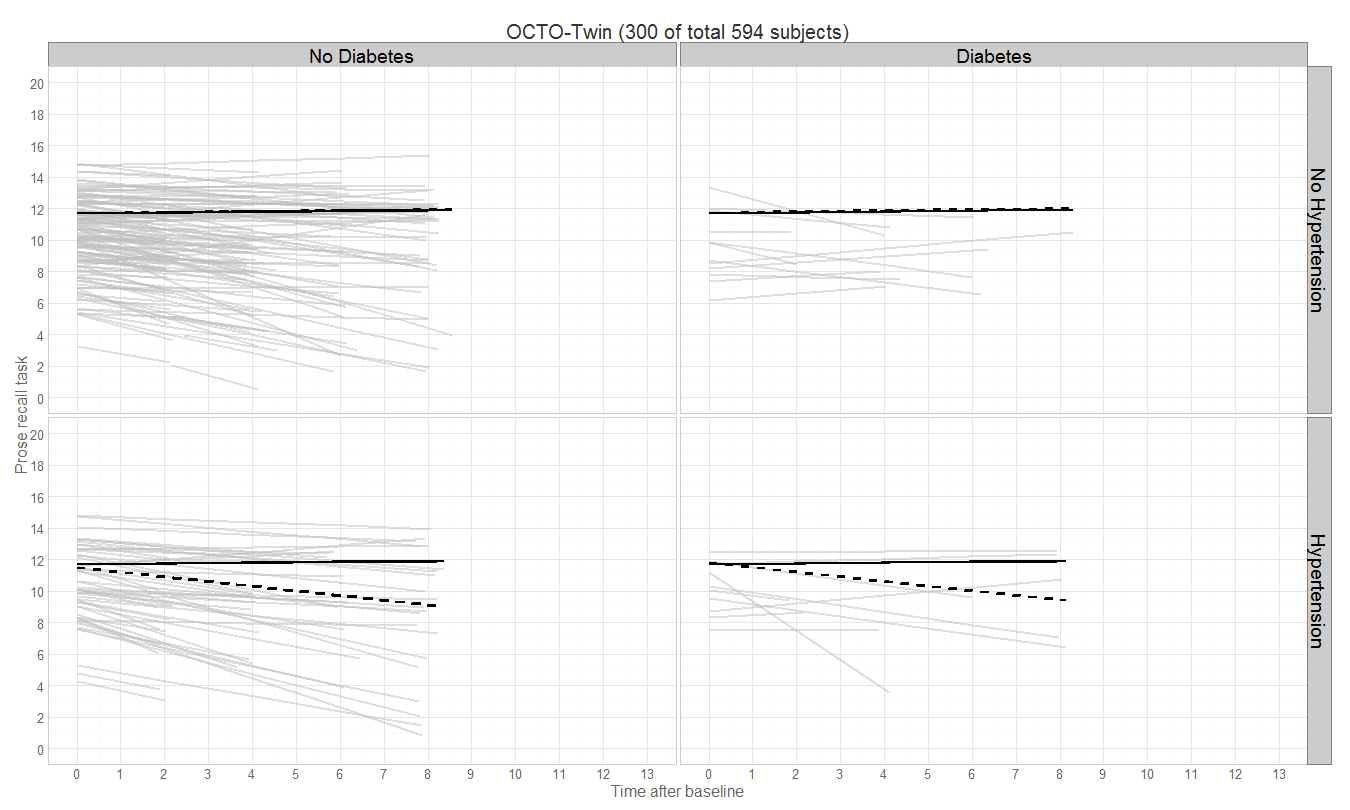 OCTO-Twin (300 of total 594 subjects)
No Diabetes
Diabetes
20
18
16
14
12
10
8
6
4
2
0
No Hypertension
Prose recall task
20
18
16
14
12
10
8
6
4
2
0
Hypertension
0 1 2 3 4 5 6 7 8 9 10 11 12 13
0 1 2 3 4 5 6 7 8 9 10 11 12 13
Time after baseline